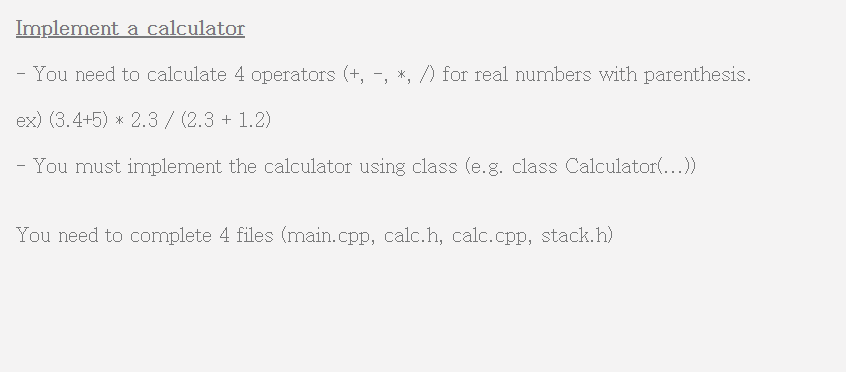 Implement a calculator
- You need to calculate 4 operators (+, -, *, /) for real numbers with parenthesis.
ex) (3.4+5) * 2.3 / (2.3 + 1.2)
- You must implement the calculator using class (e.g. class Calculator(...))
You need to complete 4 files (main.cpp, calc.h, calc.cpp, stack.h)